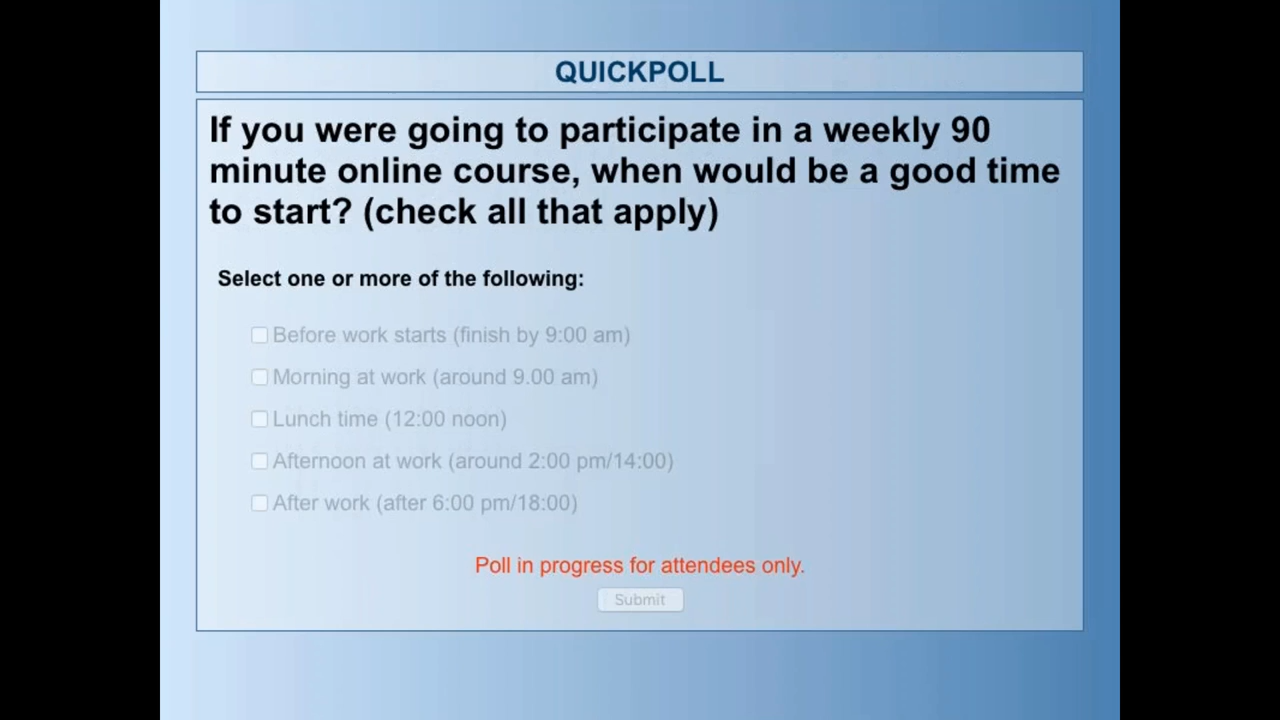 QUICKPOLL
If you were going to participate in a weekly 90
minute online course, when would be a good time
to start? (check all that apply)
Select one or more of the following:
Before work starts (finish by 9:00 am)
Morning at work (around 9.00 am)
Lunch time (12:00 noon)
Afternoon at work (around 2:00 pm/14:00)
After work (after 6:00 pm/18:00)
Poll in progress for attendees only.
Submit